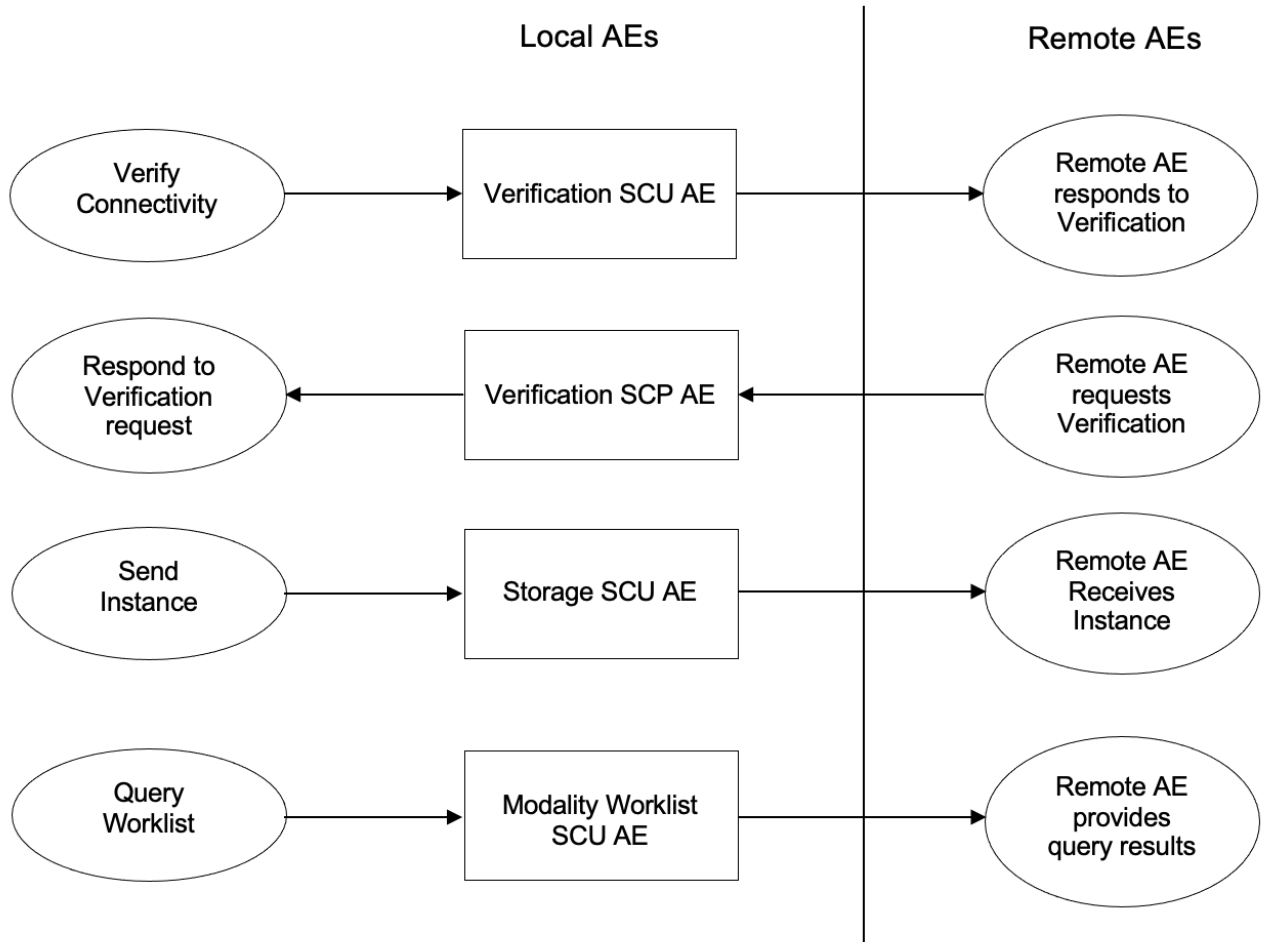 Local AEs
Remote AEs
Verify
Connectivity
Verification SCU AE
Remote AE
responds to
Verification
Respond to
Verification
request
Verification SCP AE
Remote AE
requests
Verification
Send
Instance
Storage SCU AE
Remote AE
Receives
Instance
Query
Worklist
Modality Worklist
SCU AE
Remote AE
provides
query results